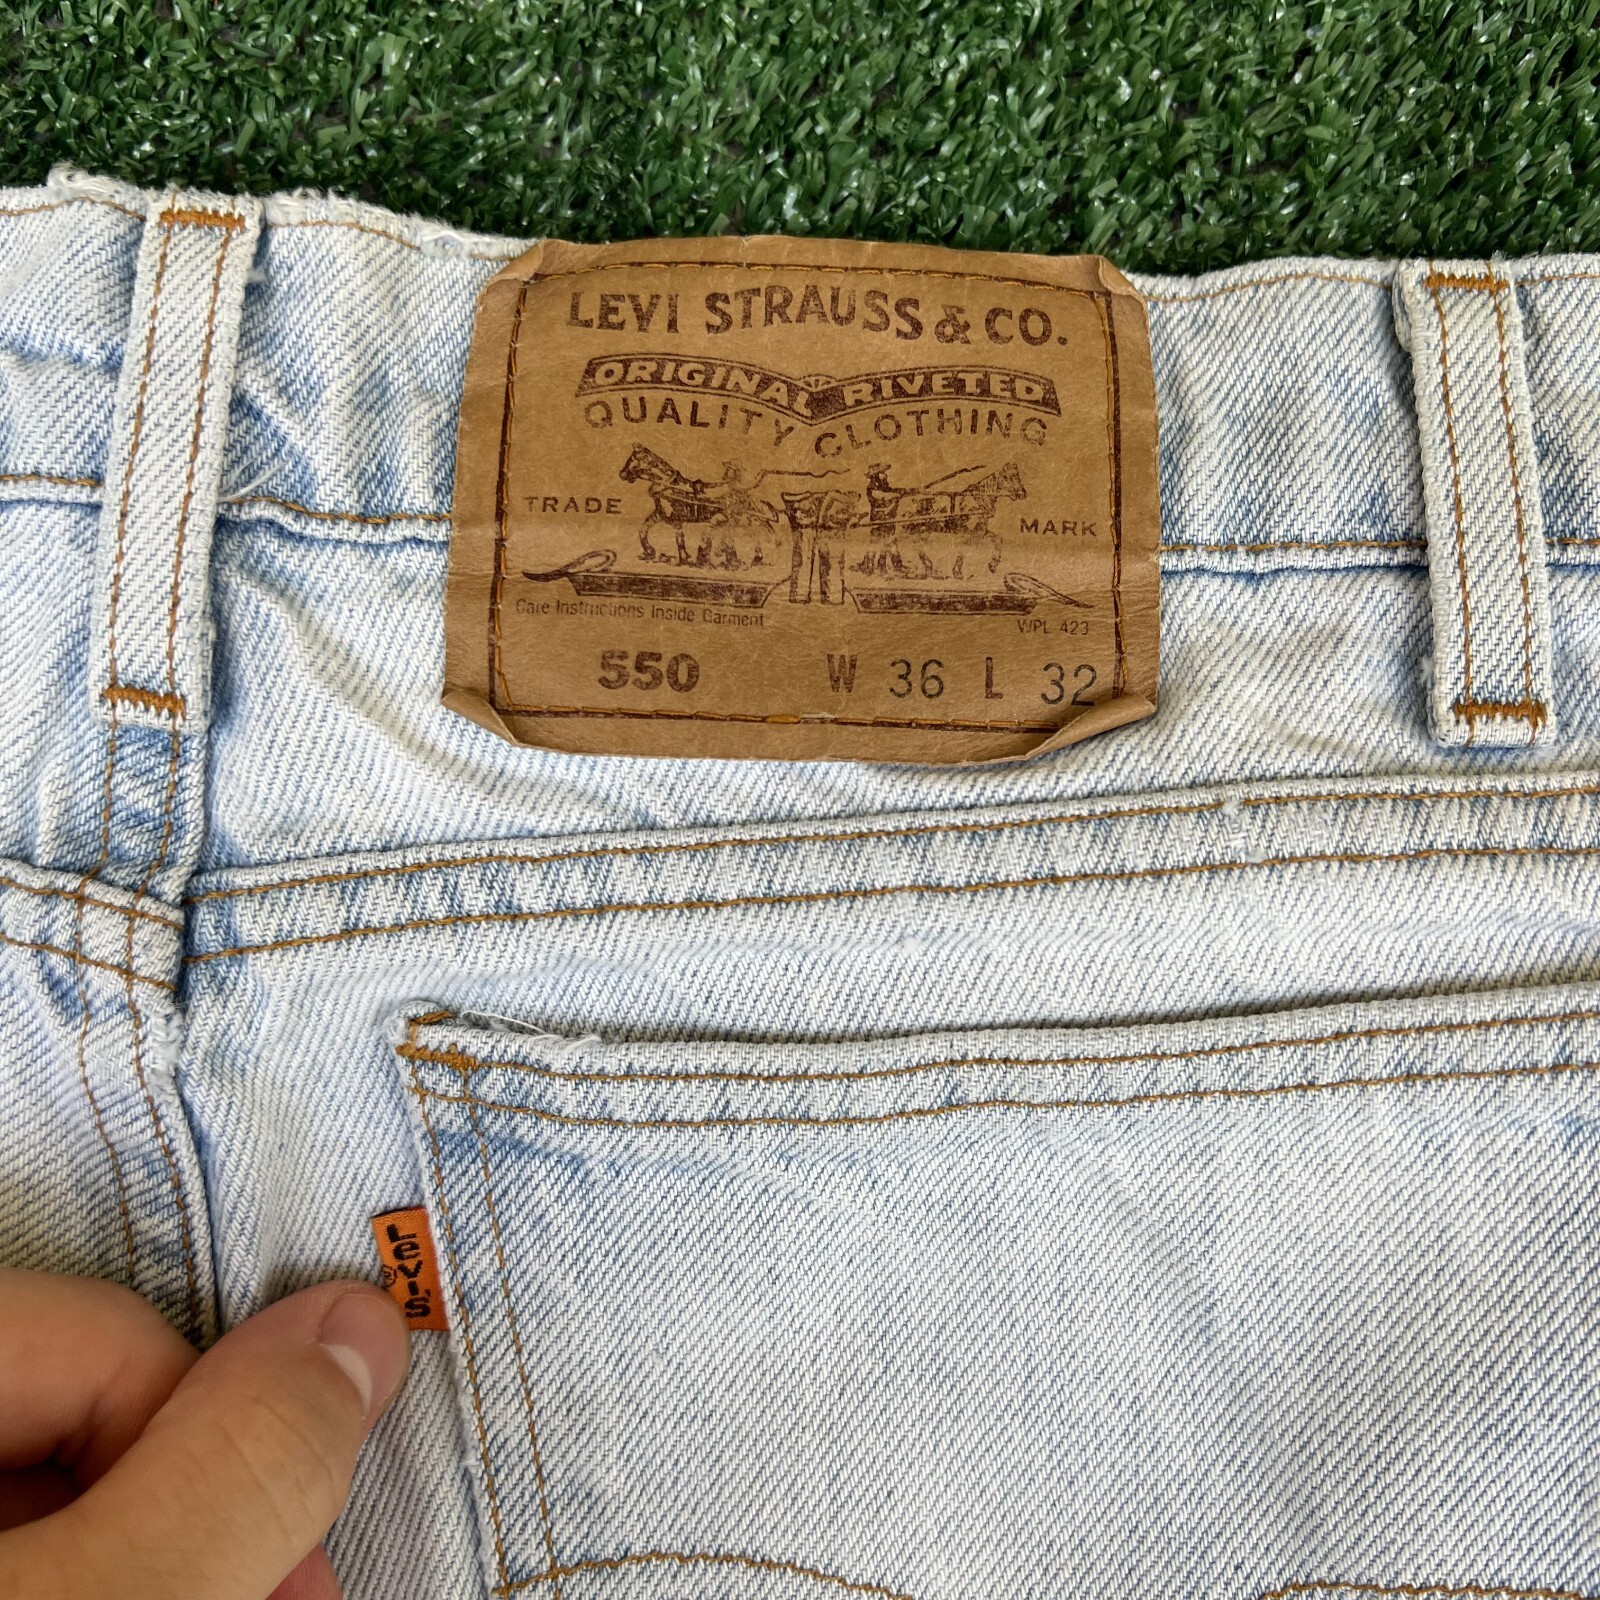 LEVI STRAUSS & CO.
ORIGINAL RIVETED
QUALITY CLOTHING
TRADE MARK
Care Instructions Inside Garment
WPL 423
550 W 36 L 32
Levi's ®